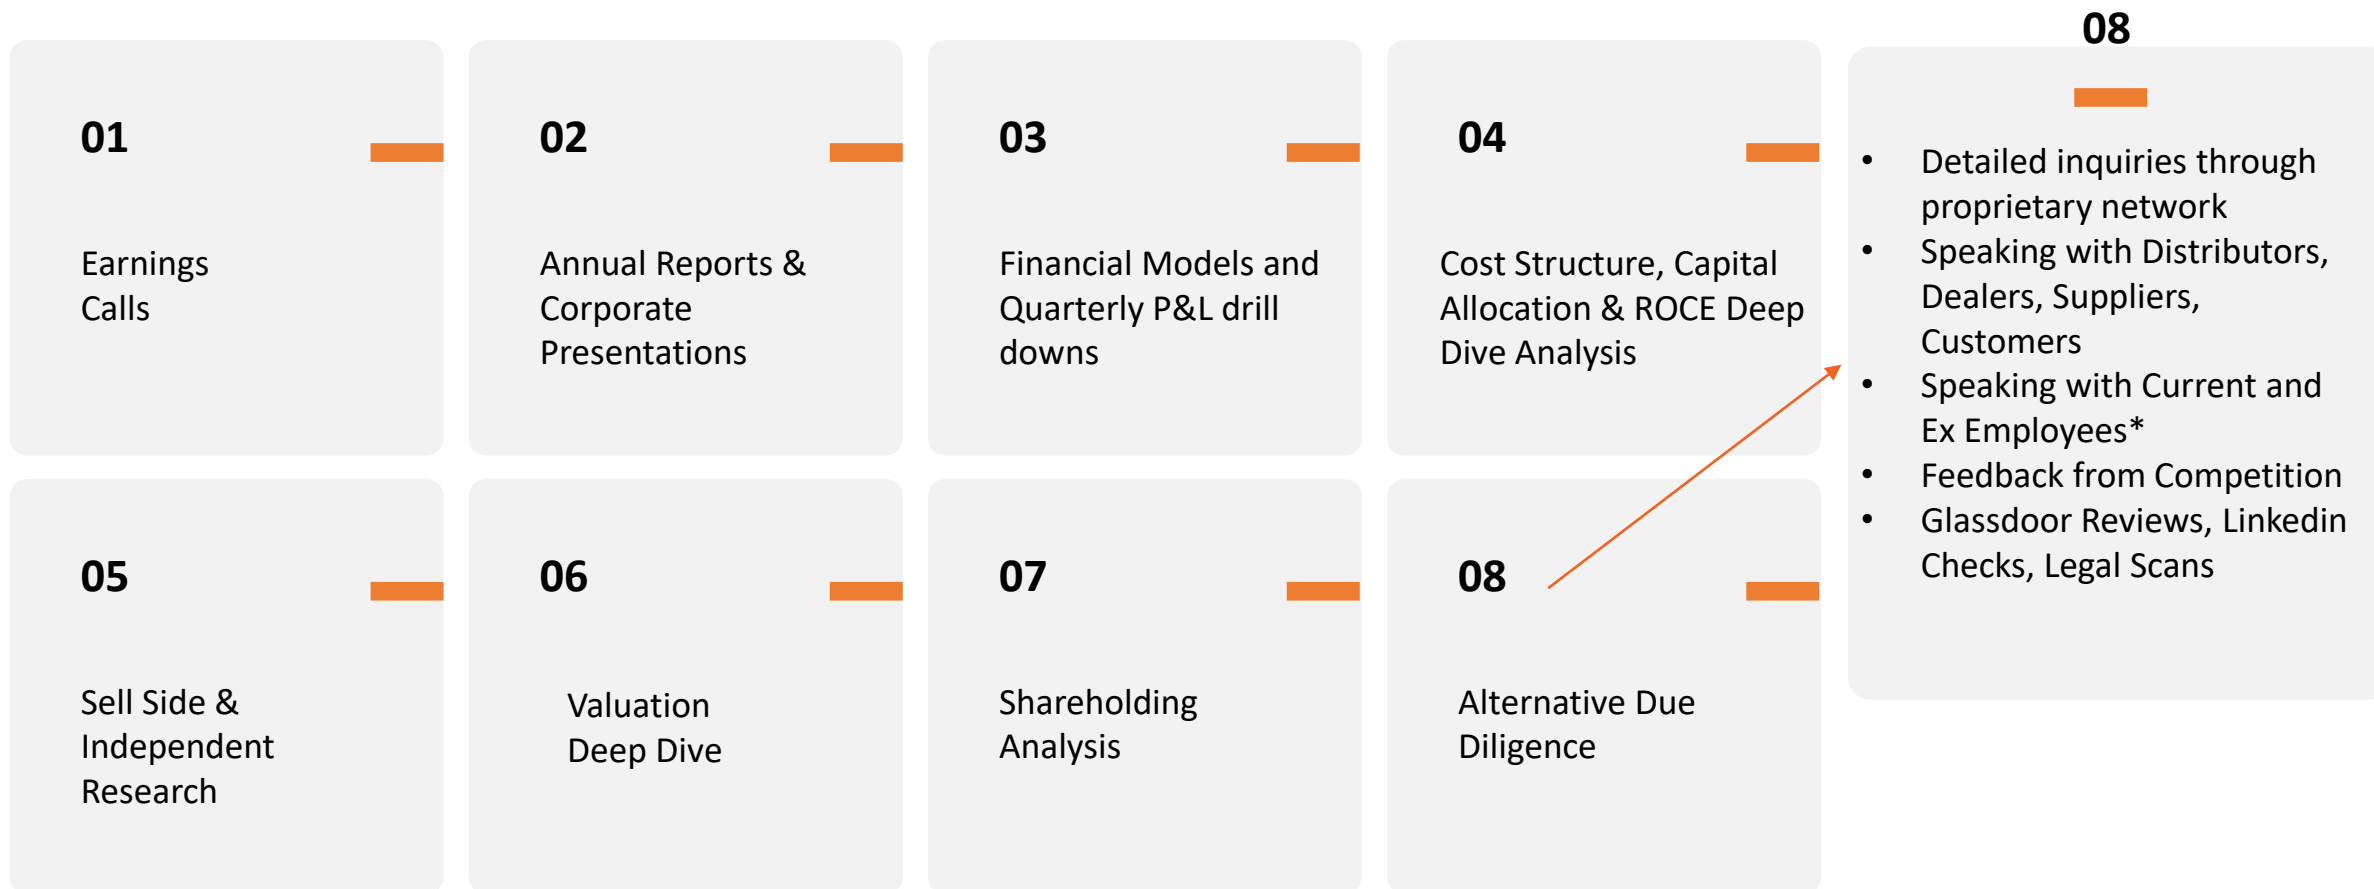 01
Earnings
Calls
02
Annual Reports &
Corporate
Presentations
03
Financial Models and
Quarterly P&L drill
downs
04
Cost Structure, Capital
Allocation & ROCE Deep
Dive Analysis
05
Sell Side &
Independent
Research
06
Valuation
Deep Dive
07
Shareholding
Analysis
08
Alternative Due
Diligence
08
• Detailed inquiries through
proprietary network
• Speaking with Distributors,
Dealers, Suppliers,
Customers
• Speaking with Current and
Ex Employees*
• Feedback from Competition
• Glassdoor Reviews, Linkedin
Checks, Legal Scans